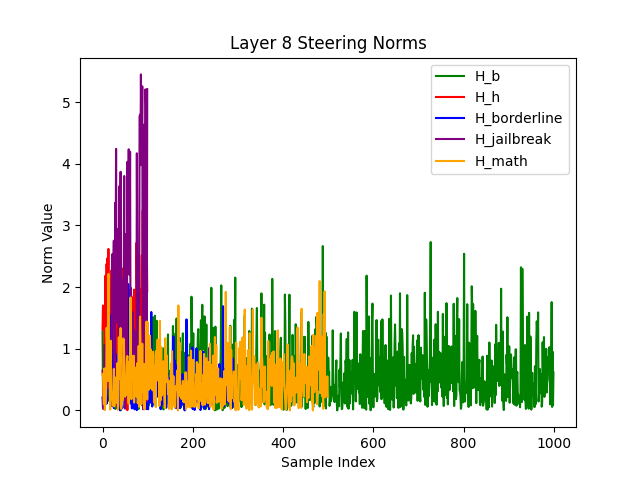 Layer 8 Steering Norms
H_b
H_h
H_borderline
H_jailbreak
H_math
Norm Value
5
4
3
2
1
0
0 200 400 600 800 1000
Sample Index